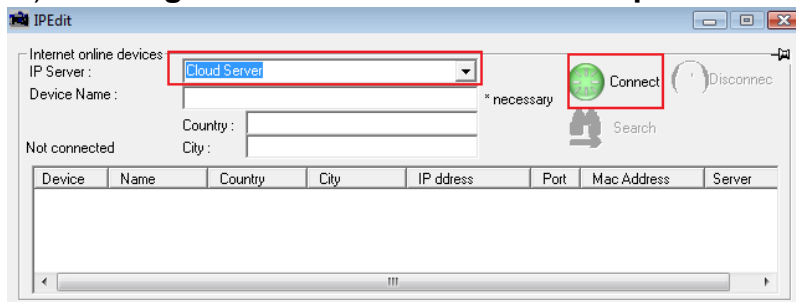 IPEdit
Internet online devices
IP Server : Cloud Server
Device Name : * necessary
Connect Disconnec
Country :
Search
Not connected City :
Device Name Country City IP ddress Port Mac Address Server